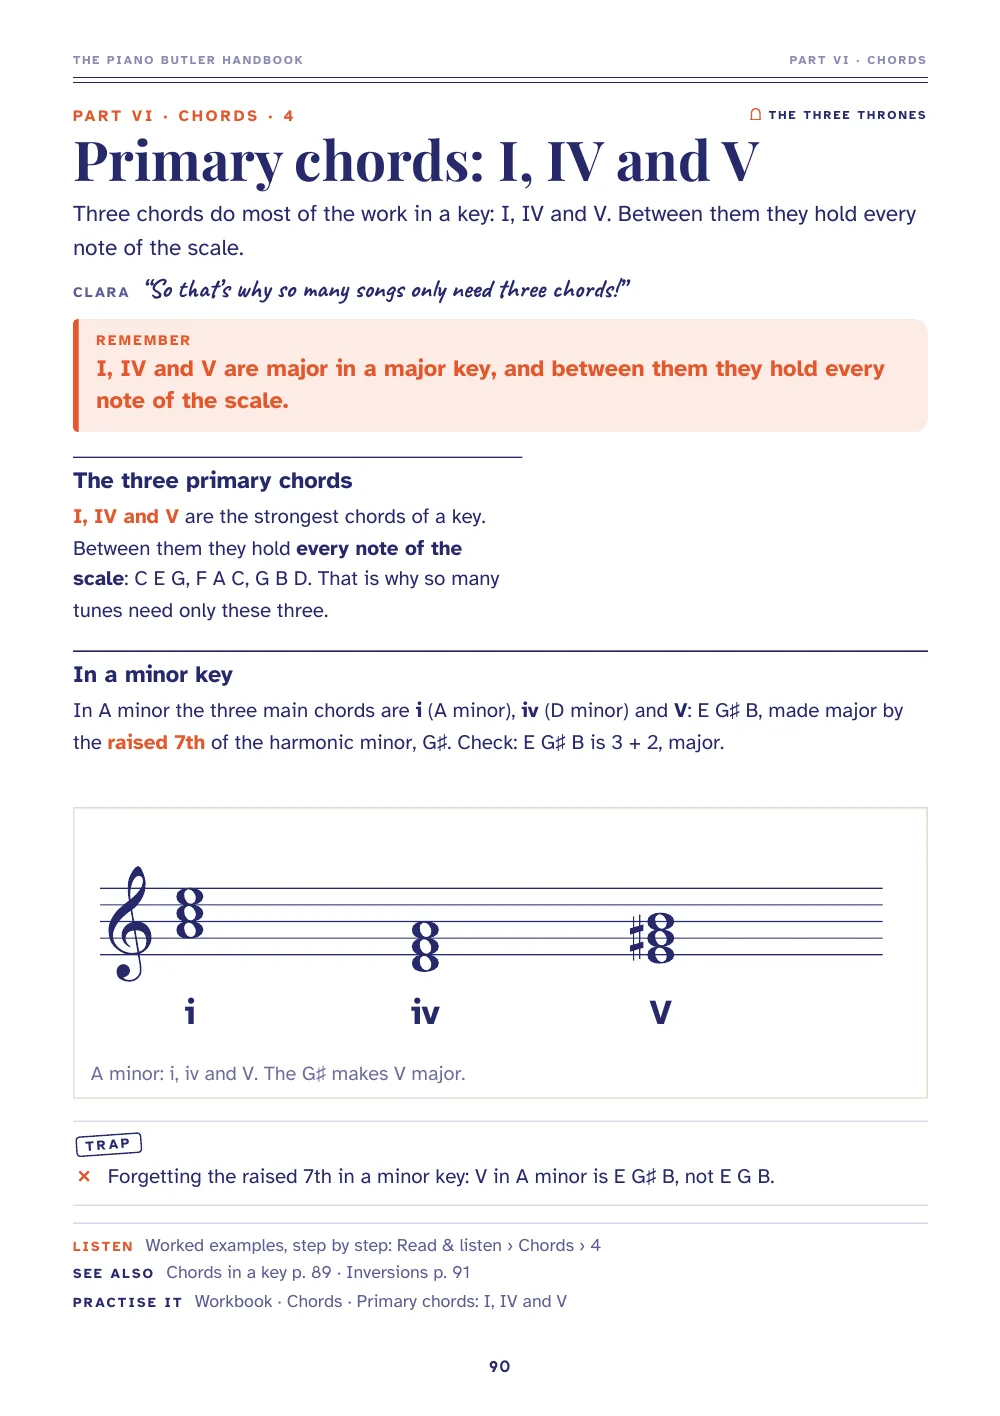 THE PIANO BUTLER HANDBOOK
PART VI · CHORDS
PART VI · CHORDS · 4
THE THREE THRONES
Primary chords: I, IV and V
Three chords do most of the work in a key: I, IV and V. Between them they hold every
note of the scale.
CLARA “So that’s why so many songs only need three chords!”
REMEMBER
I, IV and V are major in a major key, and between them they hold every
note of the scale.
The three primary chords
I, IV and V are the strongest chords of a key.
Between them they hold every note of the
scale: C E G, F A C, G B D. That is why so many
tunes need only these three.
In a minor key
In A minor the three main chords are i (A minor), iv (D minor) and V: E G♯ B, made major by
the raised 7th of the harmonic minor, G♯. Check: E G♯ B is 3 + 2, major.
i iv V
A minor: i, iv and V. The G♯ makes V major.
TRAP
× Forgetting the raised 7th in a minor key: V in A minor is E G♯ B, not E G B.
LISTEN Worked examples, step by step: Read & listen › Chords › 4
SEE ALSO Chords in a key p. 89 · Inversions p. 91
PRACTISE IT Workbook · Chords · Primary chords: I, IV and V
90